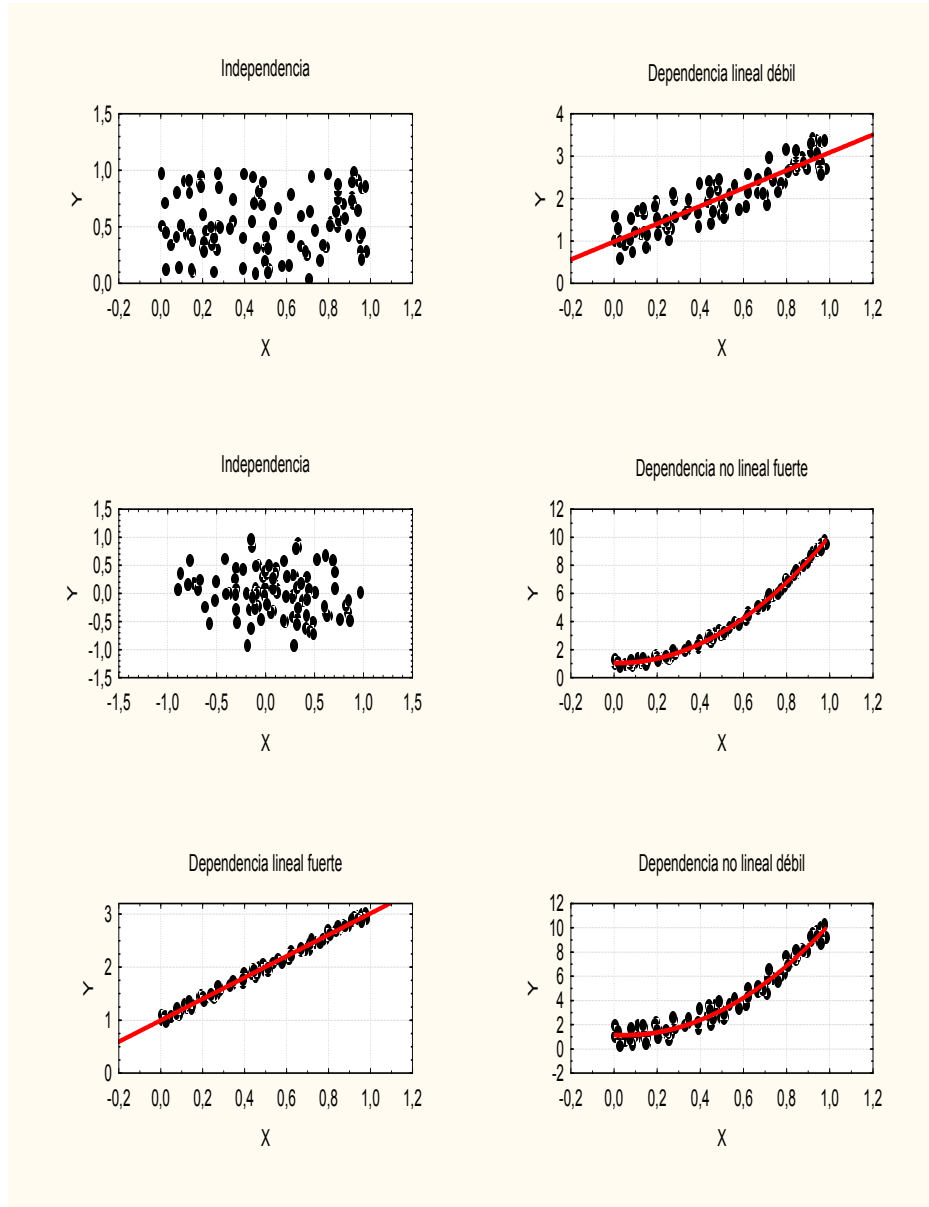 Independencia
1,5
1,0
0,5
0,0
Y
-0,2 0,0 0,2 0,4 0,6 0,8 1,0 1,2
X
Dependencia lineal débil
4
3
2
1
0
Y
-0,2 0,0 0,2 0,4 0,6 0,8 1,0 1,2
X
Independencia
1,5
1,0
0,5
0,0
-0,5
-1,0
-1,5
Y
-1,5 -1,0 -0,5 0,0 0,5 1,0 1,5
X
Dependencia no lineal fuerte
12
10
8
6
4
2
0
Y
-0,2 0,0 0,2 0,4 0,6 0,8 1,0 1,2
X
Dependencia lineal fuerte
3
2
1
0
Y
-0,2 0,0 0,2 0,4 0,6 0,8 1,0 1,2
X
Dependencia no lineal débil
12
10
8
6
4
2
0
-2
Y
-0,2 0,0 0,2 0,4 0,6 0,8 1,0 1,2
X